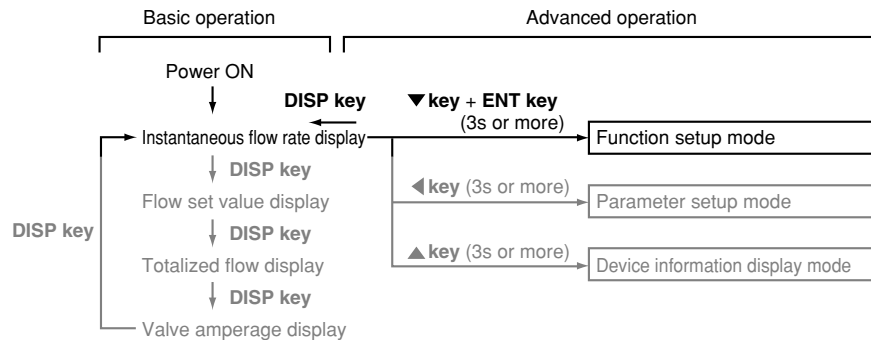 Basic operation
Advanced operation
Power ON
DISP key
▼ key + ENT key
(3s or more)
Instantaneous flow rate display
Function setup mode
DISP key
Flow set value display
◀ key (3s or more)
Parameter setup mode
DISP key
DISP key
Totalized flow display
▲ key (3s or more)
Device information display mode
DISP key
Valve amperage display